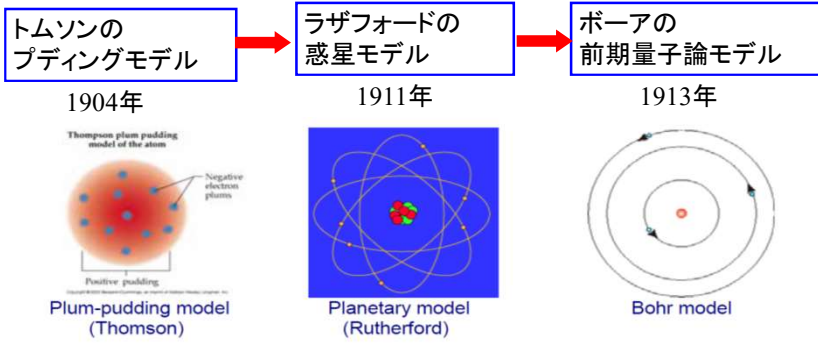 トムソンの
プディングモデル
ラザフォードの
惑星モデル
ボーアの
前期量子論モデル
1904年
1911年
1913年
Thompson plum pudding
model of the atom
Negative
electron
plums
Positive pudding
Plum-pudding model
(Thomson)
Planetary model
(Rutherford)
Bohr model